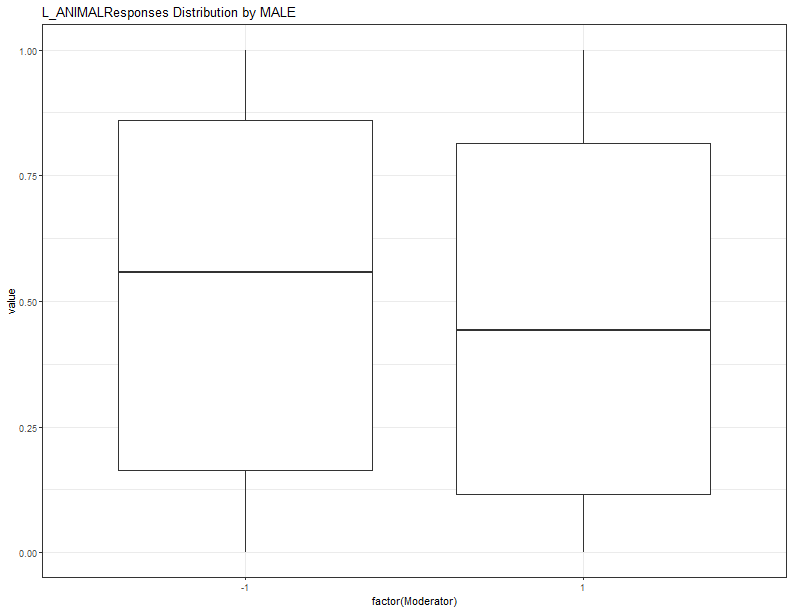 L_ANIMALResponses Distribution by MALE
1.00
0.75
0.50
0.25
0.00
value
-1
1
factor(Moderator)